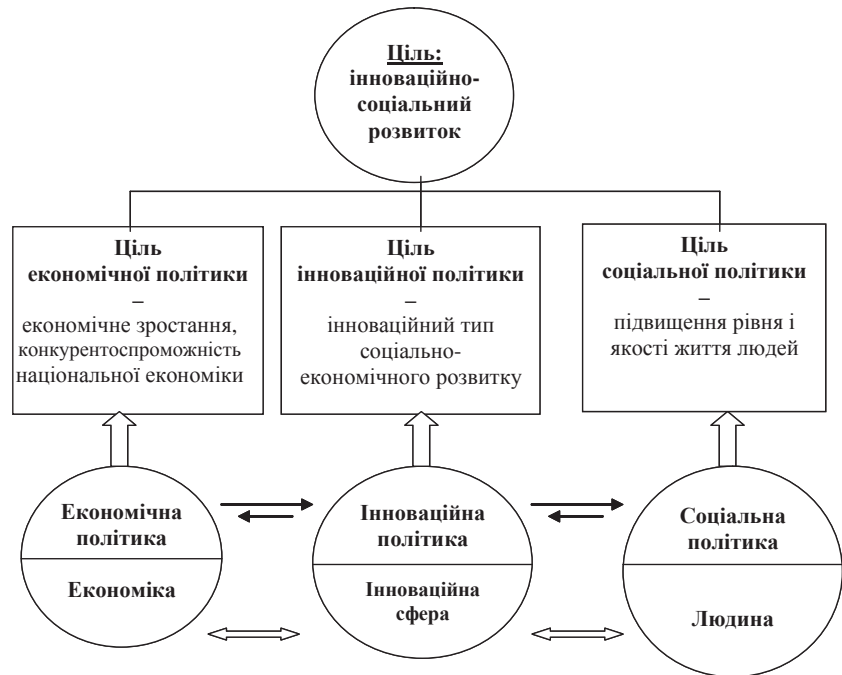 Ціль:
інноваційно-
соціальний
розвиток
Ціль
економічної політики
–
економічне зростання,
конкурентоспроможність
національної економіки
Ціль
інноваційної політики
–
інноваційний тип
соціально-
економічного розвитку
Ціль
соціальної політики
–
підвищення рівня і
якості життя людей
Економічна
політика
Економіка
Інноваційна
політика
Інноваційна
сфера
Соціальна
політика
Людина